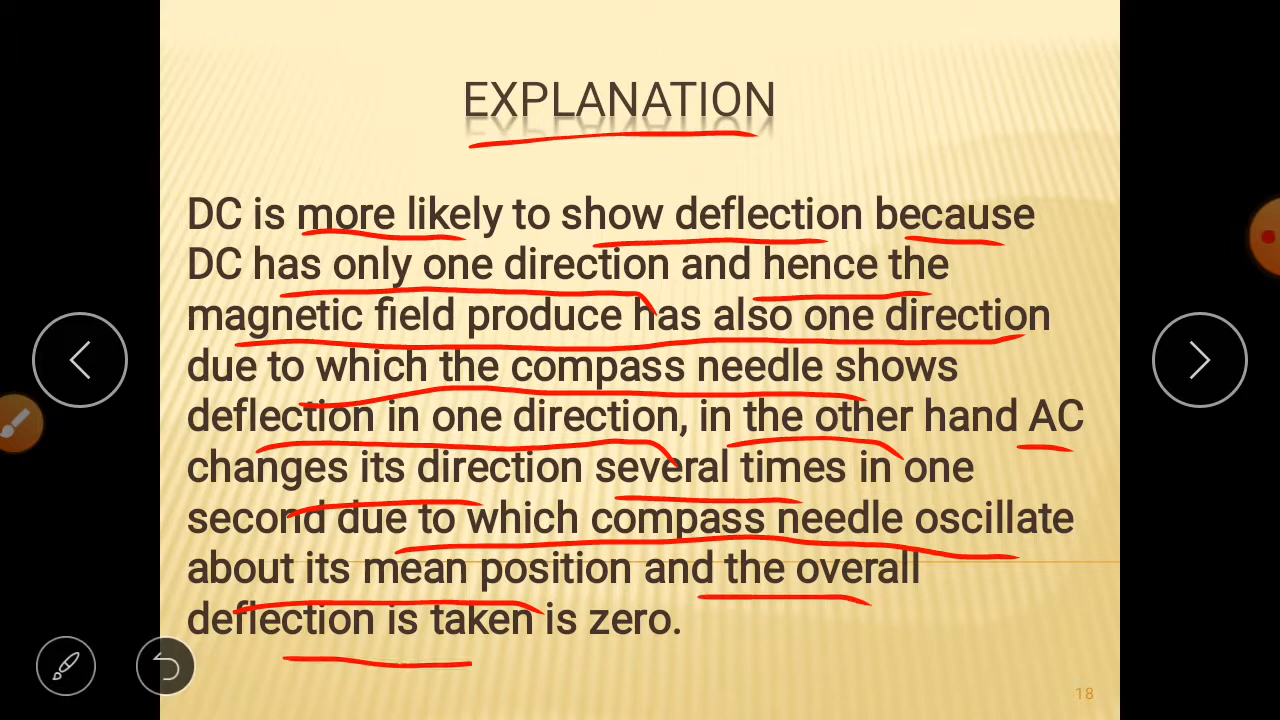 EXPLANATION
DC is more likely to show deflection because
DC has only one direction and hence the
magnetic field produce has also one direction
due to which the compass needle shows
deflection in one direction, in the other hand AC
changes its direction several times in one
second due to which compass needle oscillate
about its mean position and the overall
deflection is taken is zero.
18